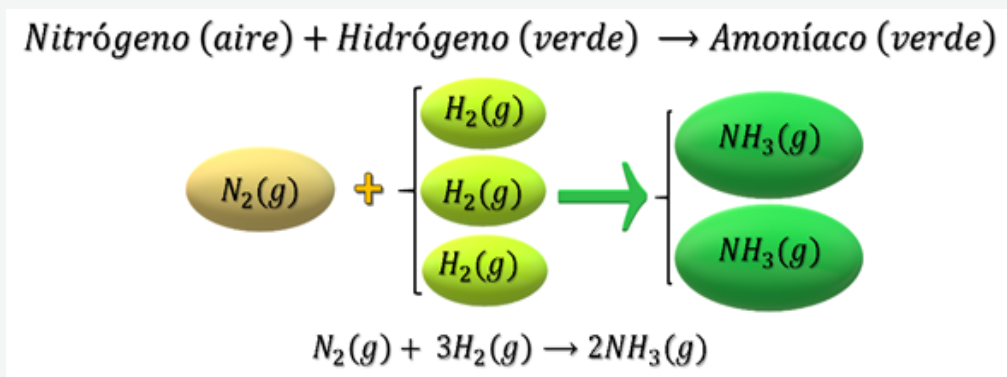 Nitrógeno (aire) + Hidrógeno (verde) → Amoníaco (verde)
H₂(g)
N₂(g) + H₂(g) → NH₃(g)
H₂(g) NH₃(g)
N₂(g) + 3H₂(g) → 2NH₃(g)